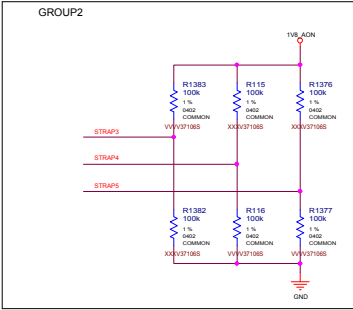 GROUP2
1V8_AON
R1383
100k
1 %
0402
COMMON
VVVV37106S
R115
100k
1 %
0402
COMMON
XXXV37106S
R1376
100k
1 %
0402
COMMON
XXXV37106S
STRAP3
STRAP4
STRAP5
R1382
100k
1 %
0402
COMMON
XXXV37106S
R116
100k
1 %
0402
COMMON
VVVV37106S
R1377
100k
1 %
0402
COMMON
VVVV37106S
GND